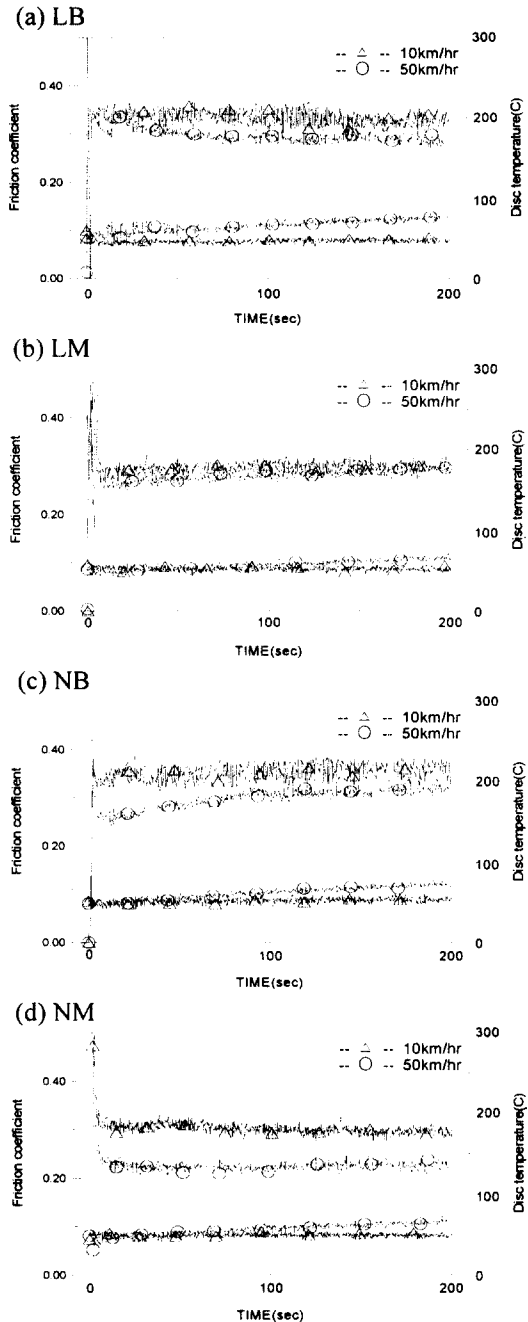 (a) LB
300
10km/hr
50km/hr
0.40
Friction coefficient
0.20
0.00
200
Disc temperature(C)
100
0
0
100
200
TIME(sec)
(b) LM
300
10km/hr
50km/hr
0.40
Friction coefficient
0.20
0.00
200
Disc temperature(C)
100
0
0
100
200
TIME(sec)
(c) NB
300
10km/hr
50km/hr
0.40
Friction coefficient
0.20
0.00
200
Disc temperature(C)
100
0
0
100
200
TIME(sec)
(d) NM
300
10km/hr
50km/hr
0.40
Friction coefficient
0.20
0.00
200
Disc temperature(C)
100
0
0
100
200
TIME(sec)